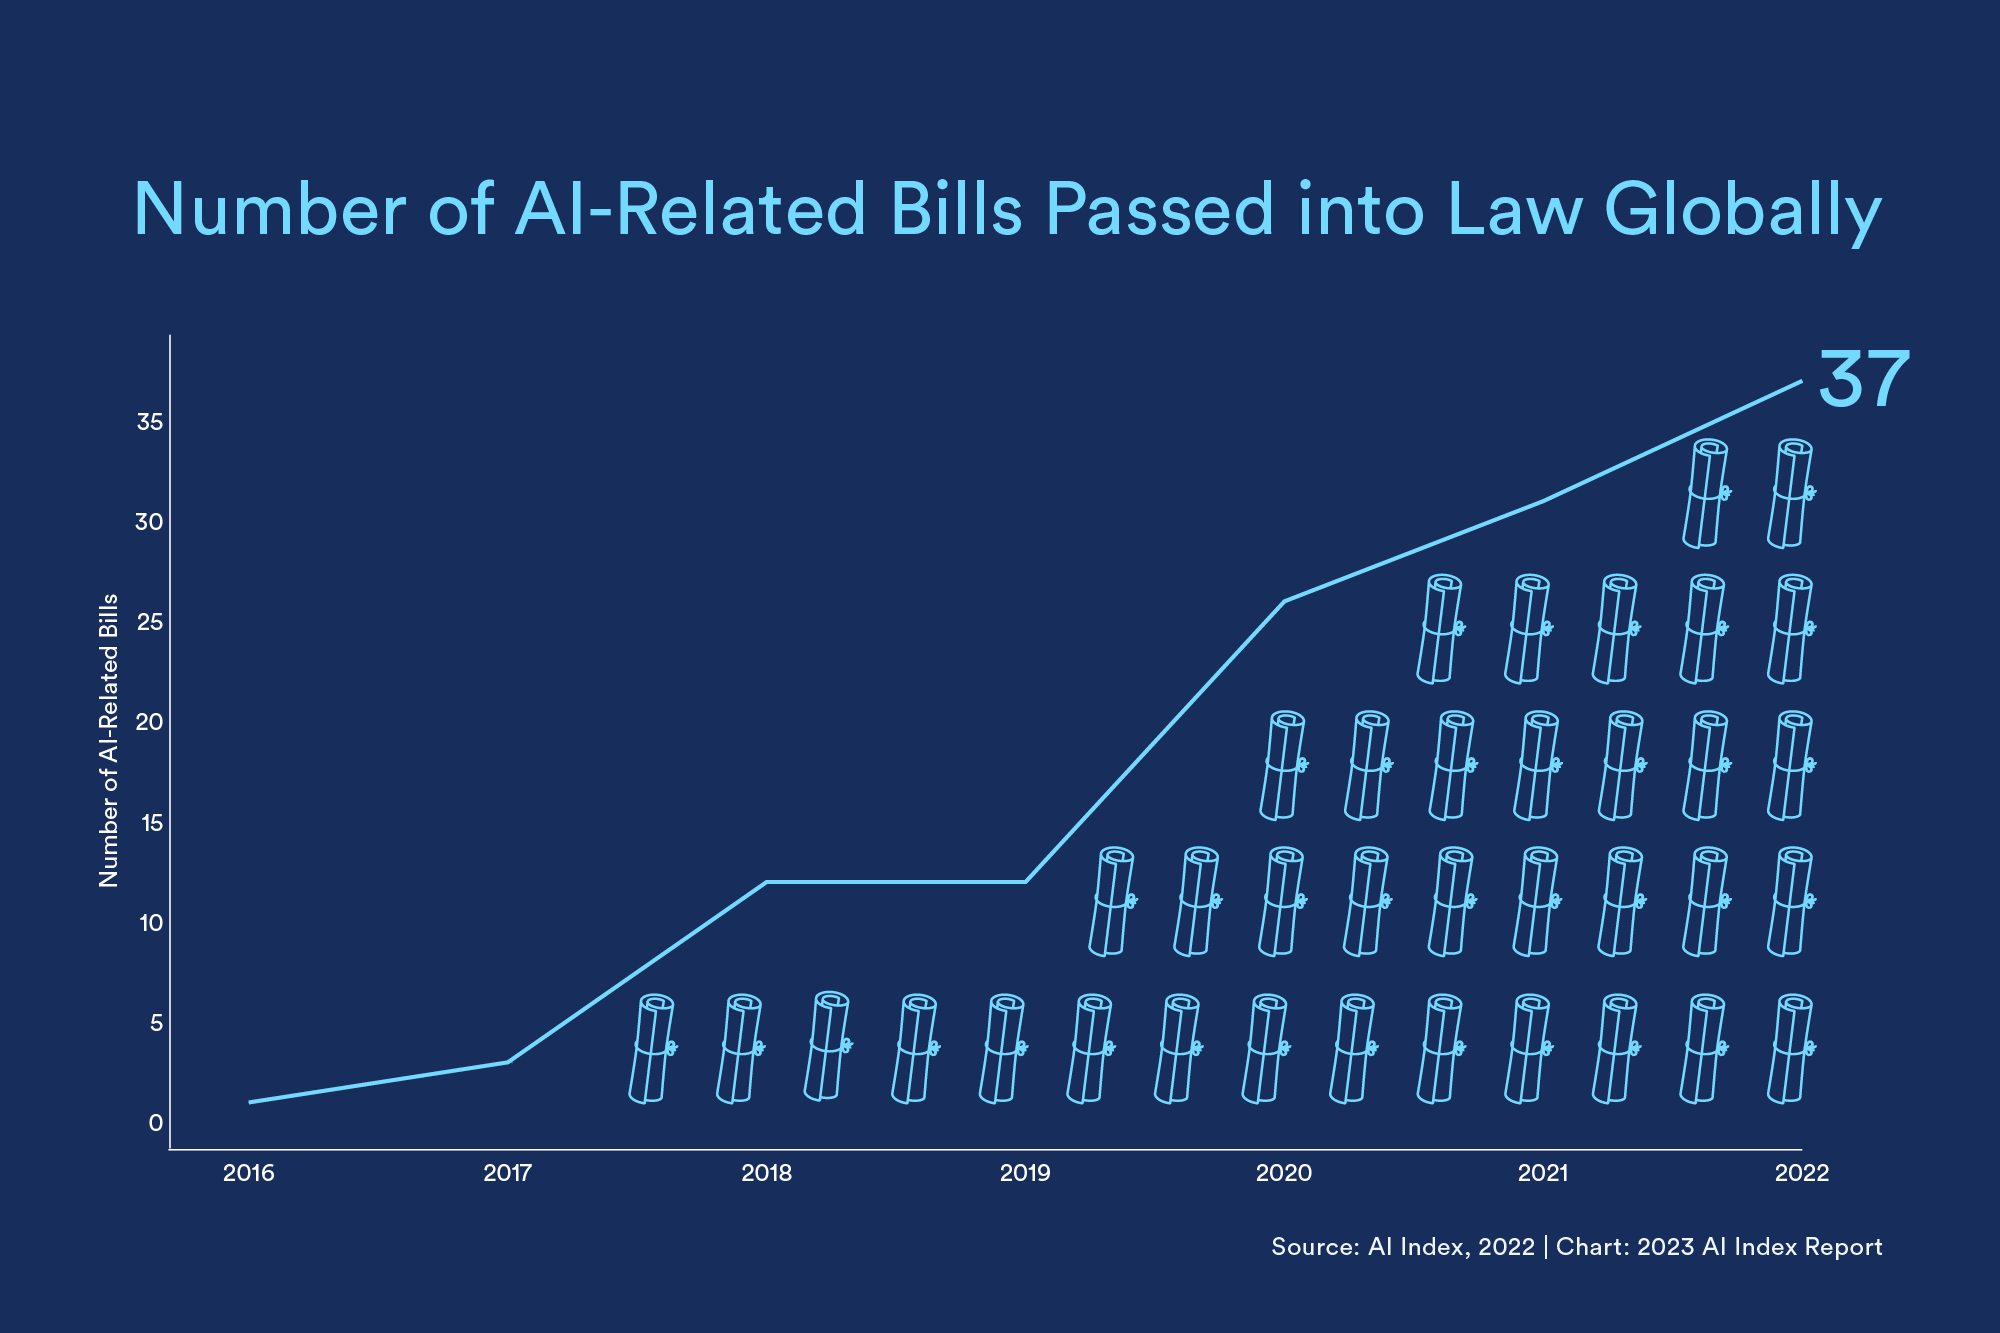 Number of AI-Related Bills Passed into Law Globally
37
35
30
25
20
15
10
5
0
Number of AI-Related Bills
2016 2017 2018 2019 2020 2021 2022
Source: AI Index, 2022 | Chart: 2023 AI Index Report